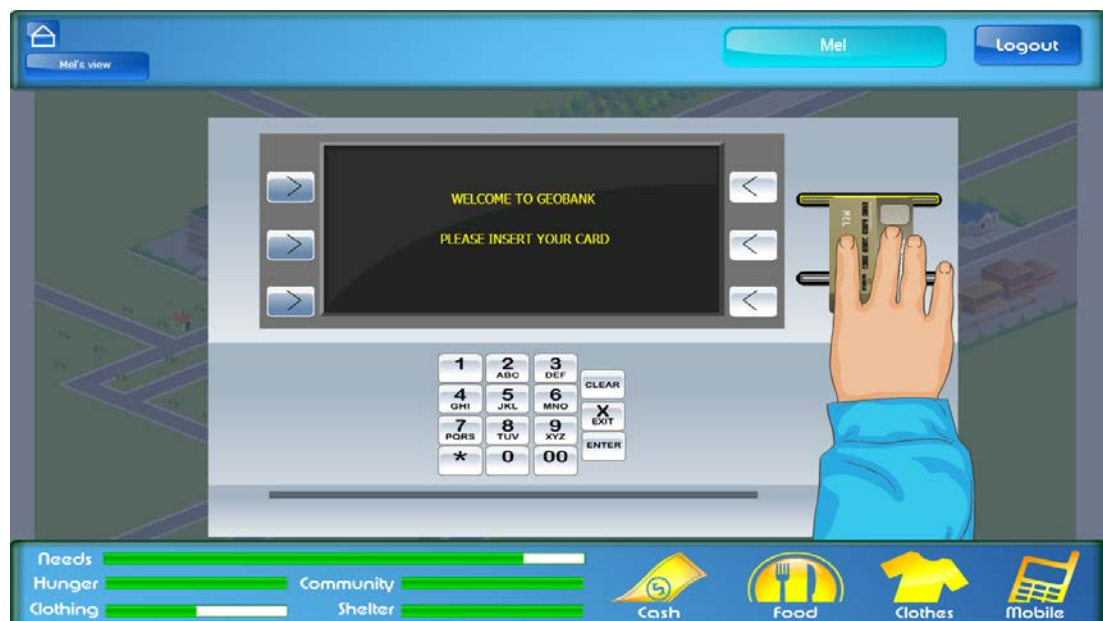 Mel's view
Mel
Logout
WELCOME TO GEOBANK
PLEASE INSERT YOUR CARD
MEL
1 2 3
ABC DEF
CLEAR
4 5 6
GHI JKL MNO
X
EXIT
7 8 9
PQRS TUV XYZ
ENTER
* 0 00
Needs
Hunger Community
Clothing Shelter
Cash Food Clothes Mobile